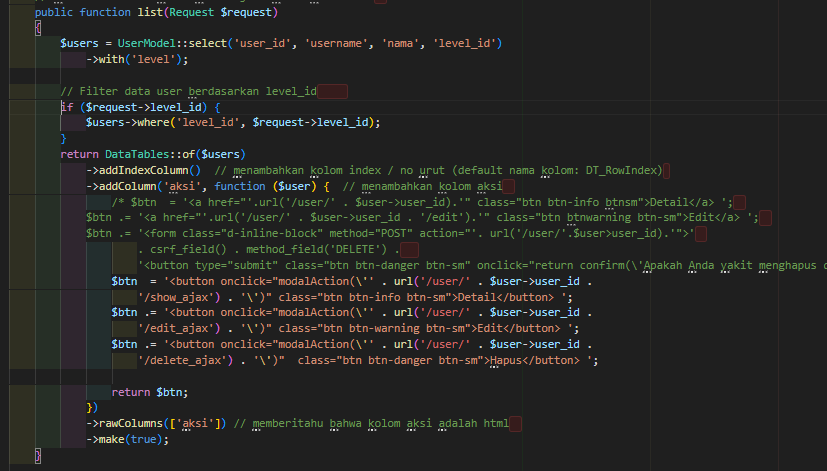 public function list(Request $request)
{
$users = UserModel::select('user_id', 'username', 'nama', 'level_id')
->with('level');
// Filter data user berdasarkan level_id
if ($request->level_id) {
$users->where('level_id', $request->level_id);
}
return DataTables::of($users)
->addIndexColumn()  // menambahkan kolom index / no urut (default nama kolom: DT_RowIndex)
->addColumn('aksi', function ($user) {  // menambahkan kolom aksi
/* $btn  = '<a href="'.url('/user/' . $user->user_id).'" class="btn btn-info btnsm">Detail</a> ';
$btn .= '<a href="'.url('/user/' . $user->user_id . '/edit').'" class="btn btnwarning btn-sm">Edit</a> ';
$btn .= '<form class="d-inline-block" method="POST" action="'. url('/user/'.$user>user_id).'">'
. csrf_field() . method_field('DELETE') .
'<button type="submit" class="btn btn-danger btn-sm" onclick="return confirm(\'Apakah Anda yakit menghapus
$btn  = '<button onclick="modalAction(\'' . url('/user/' . $user->user_id .
'/show_ajax') . '\')" class="btn btn-info btn-sm">Detail</button> ';
$btn .= '<button onclick="modalAction(\'' . url('/user/' . $user->user_id .
'/edit_ajax') . '\')" class="btn btn-warning btn-sm">Edit</button> ';
$btn .= '<button onclick="modalAction(\'' . url('/user/' . $user->user_id .
'/delete_ajax') . '\')"  class="btn btn-danger btn-sm">Hapus</button> ';
return $btn;
})
->rawColumns(['aksi']) // memberitahu bahwa kolom aksi adalah html
->make(true);
}